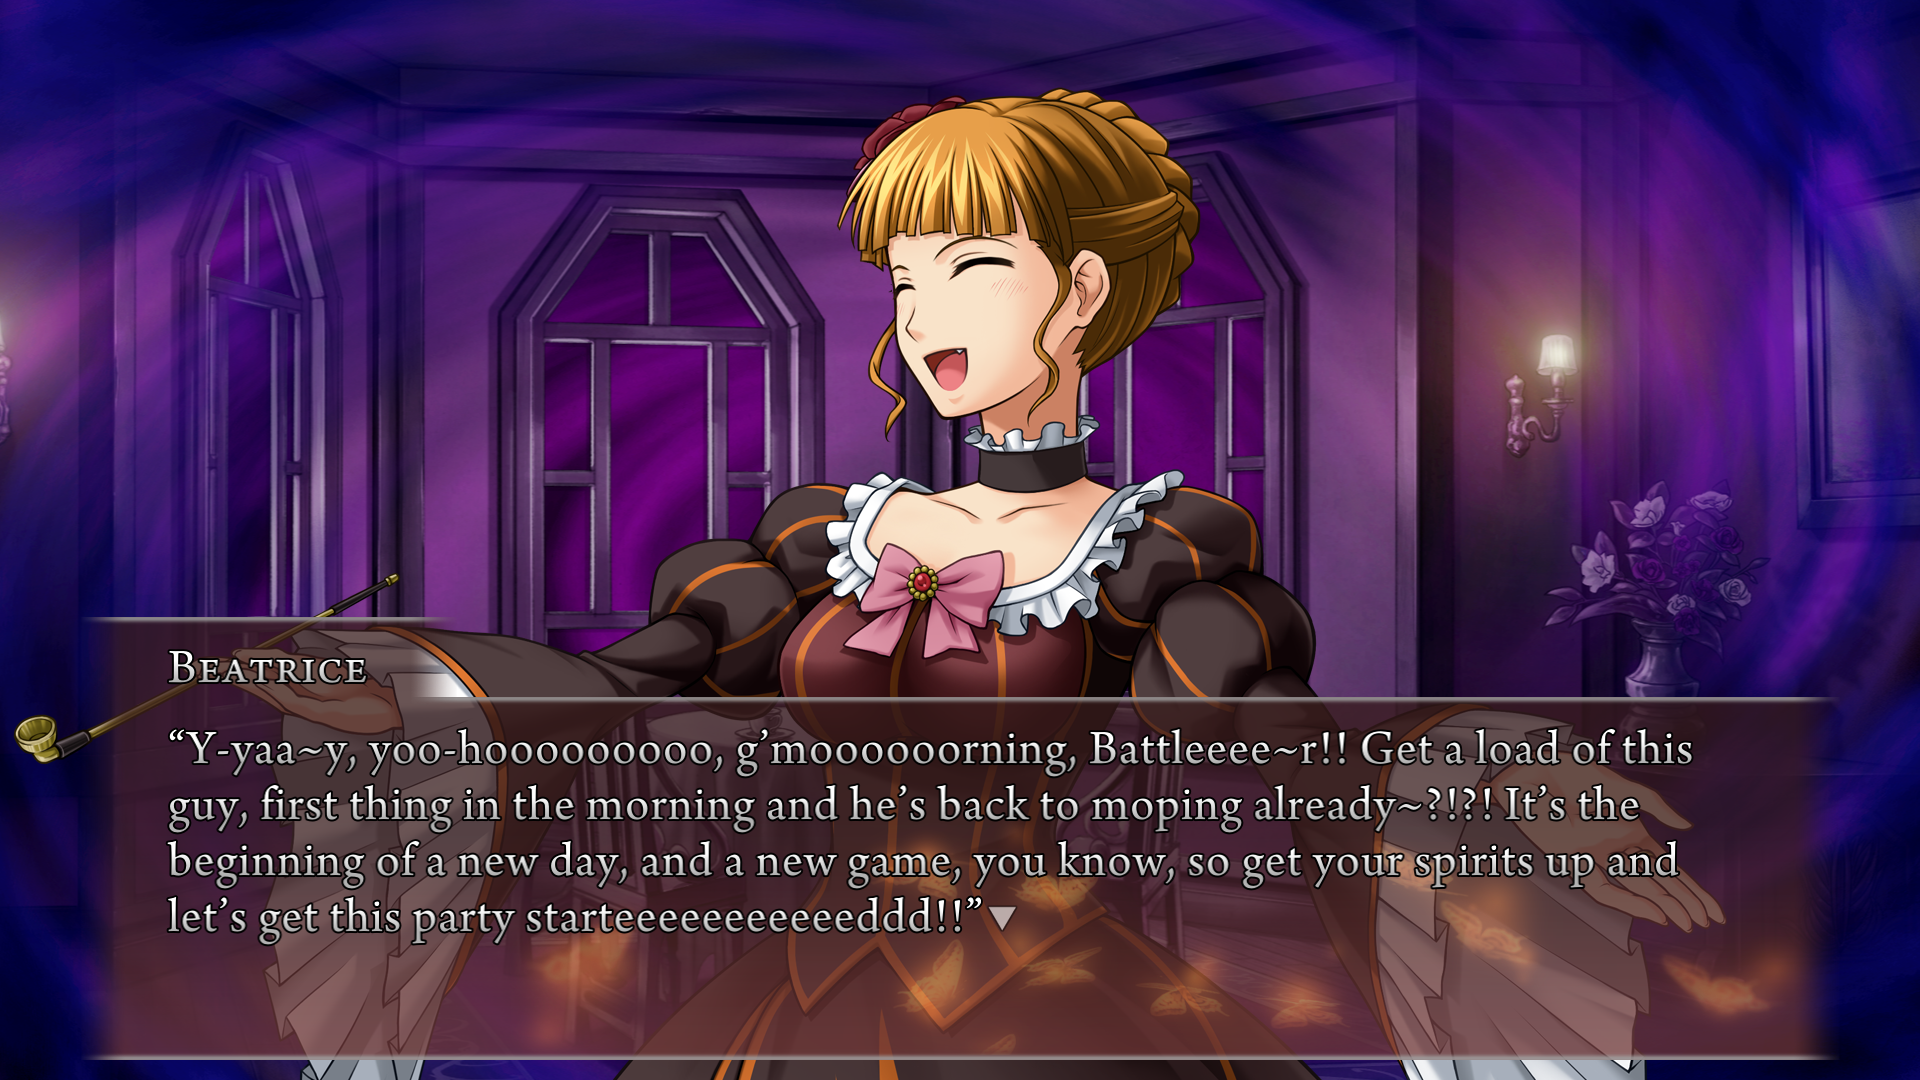 BEATRICE
“Y-yaa~y, yoo-hooooooooo, g’moooooorning, Battleeee~r!! Get a load of this
guy, first thing in the morning and he’s back to moping already~?!?! It’s the
beginning of a new day, and a new game, you know, so get your spirits up and
let’s get this party starteeeeeeeeeeeddd!!”